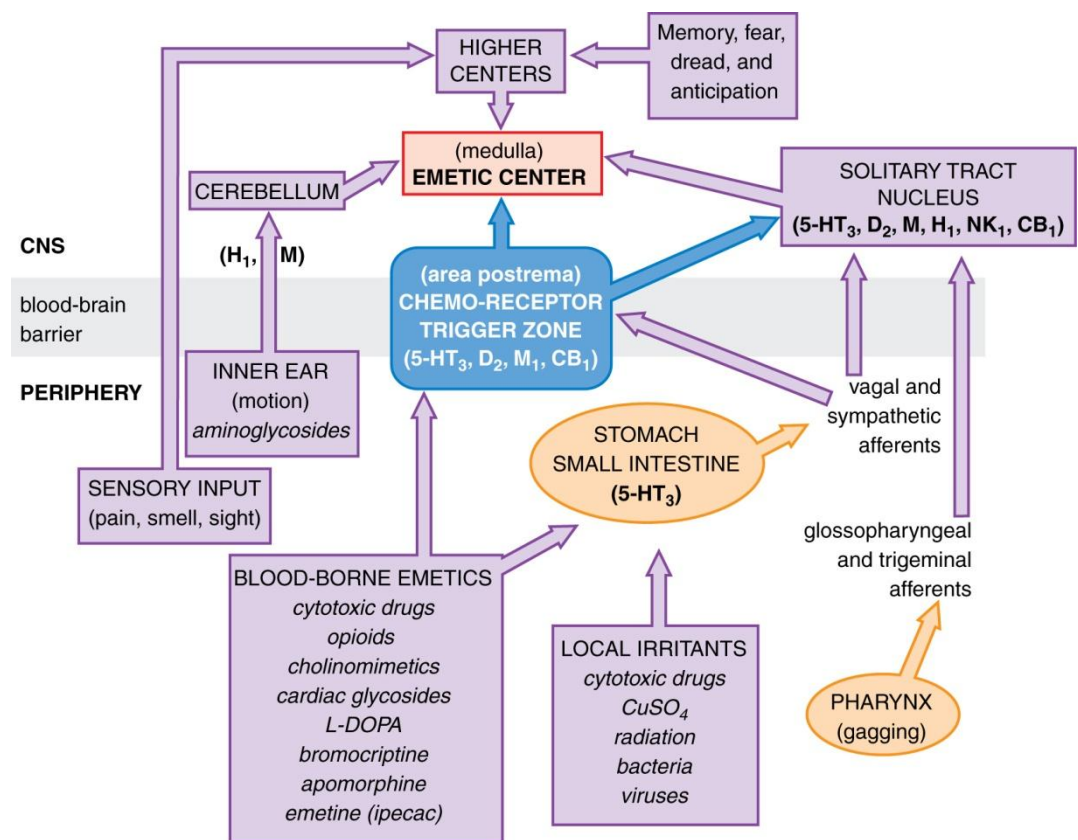 HIGHER
CENTERS
Memory, fear,
dread, and
anticipation
(medulla)
EMETIC CENTER
CEREBELLUM
SOLITARY TRACT
NUCLEUS
(5-HT₃, D₂, M, H₁, NK₁, CB₁)
CNS
(H₁, M)
(area postrema)
CHEMO-RECEPTOR
TRIGGER ZONE
(5-HT₃, D₂, M₁, CB₁)
blood-brain
barrier
PERIPHERY
INNER EAR
(motion)
aminoglycosides
vagal and
sympathetic
afferents
STOMACH
SMALL INTESTINE
(5-HT₃)
SENSORY INPUT
(pain, smell, sight)
glossopharyngeal
and trigeminal
afferents
BLOOD-BORNE EMETICS
cytotoxic drugs
opioids
cholinomimetics
cardiac glycosides
L-DOPA
bromocriptine
apomorphine
emetine (ipecac)
LOCAL IRRITANTS
cytotoxic drugs
CuSO₄
radiation
bacteria
viruses
PHARYNX
(gagging)